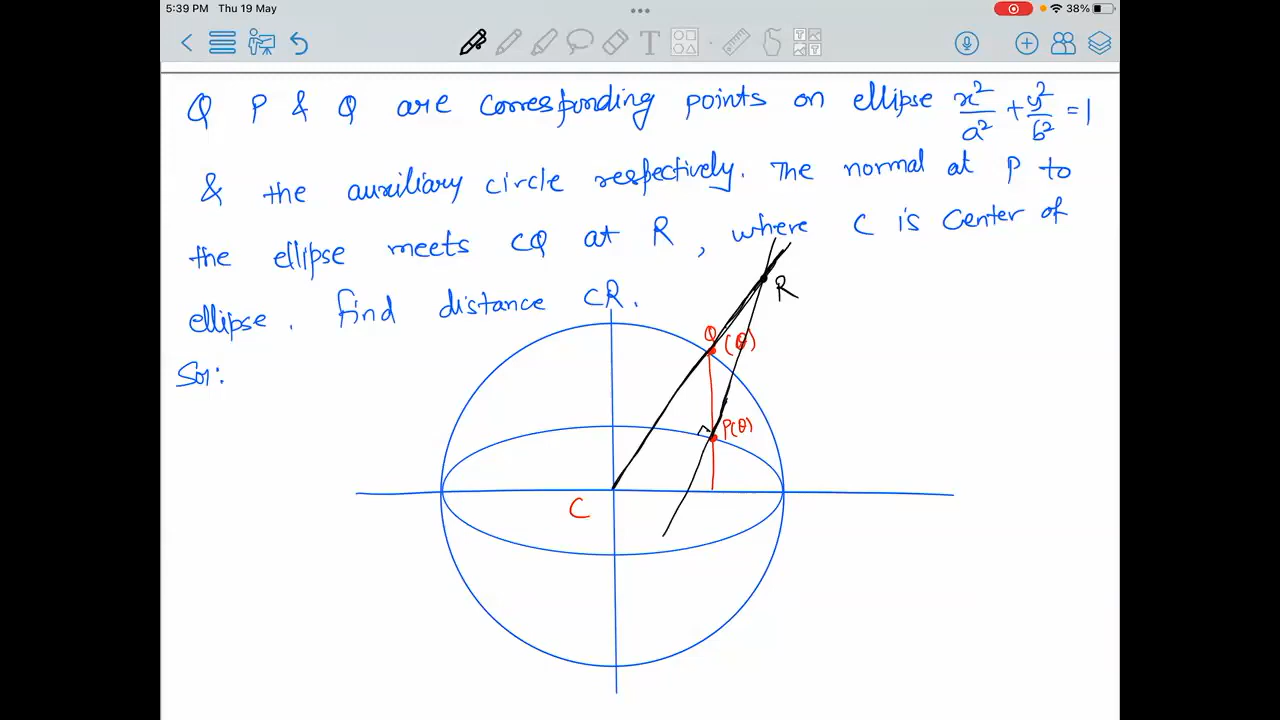 5:39 PM Thu 19 May
38%
T
Q P & Q are corresponding points on ellipse x²/a² + y²/b² = 1
& the auxiliary circle respectively. The normal at P to
the ellipse meets CQ at R, where C is Center of
ellipse. Find distance CR.
R
Q (θ)
Sol:
P(θ)
C